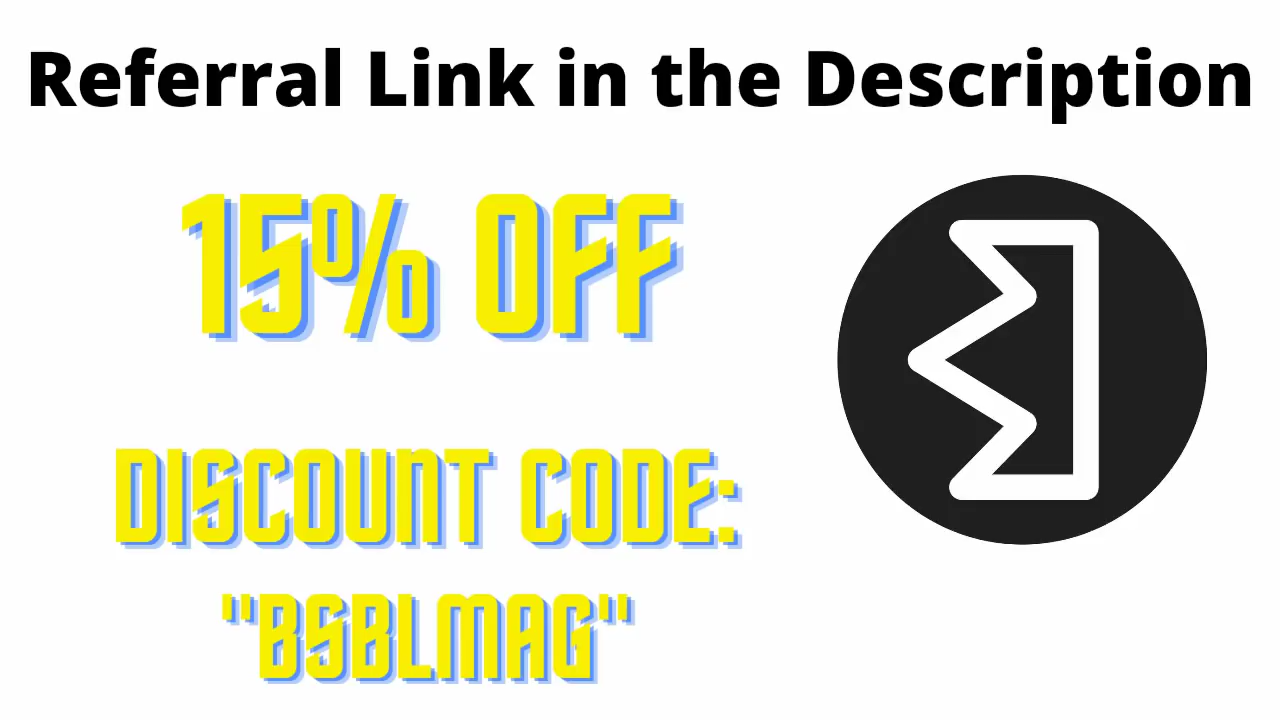 Referral Link in the Description
15% OFF
DISCOUNT CODE:
"BSBLMAG"